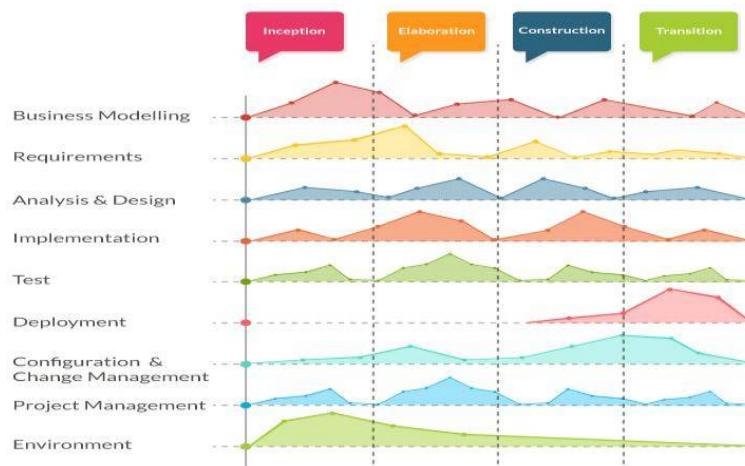 Inception
Elaboration
Construction
Transition
Business Modelling
Requirements
Analysis & Design
Implementation
Test
Deployment
Configuration &
Change Management
Project Management
Environment